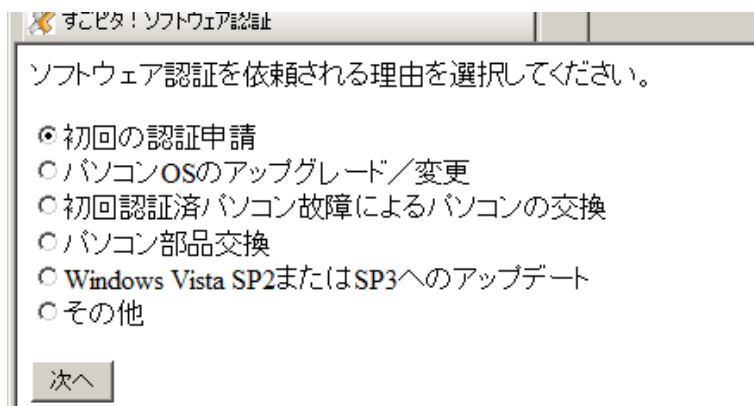 すごピタ！ソフトウェア認証
ソフトウェア認証を依頼される理由を選択してください。
初回の認証申請
パソコンOSのアップグレード／変更
初回認証済パソコン故障によるパソコンの交換
パソコン部品交換
Windows Vista SP2またはSP3へのアップデート
その他
次へ